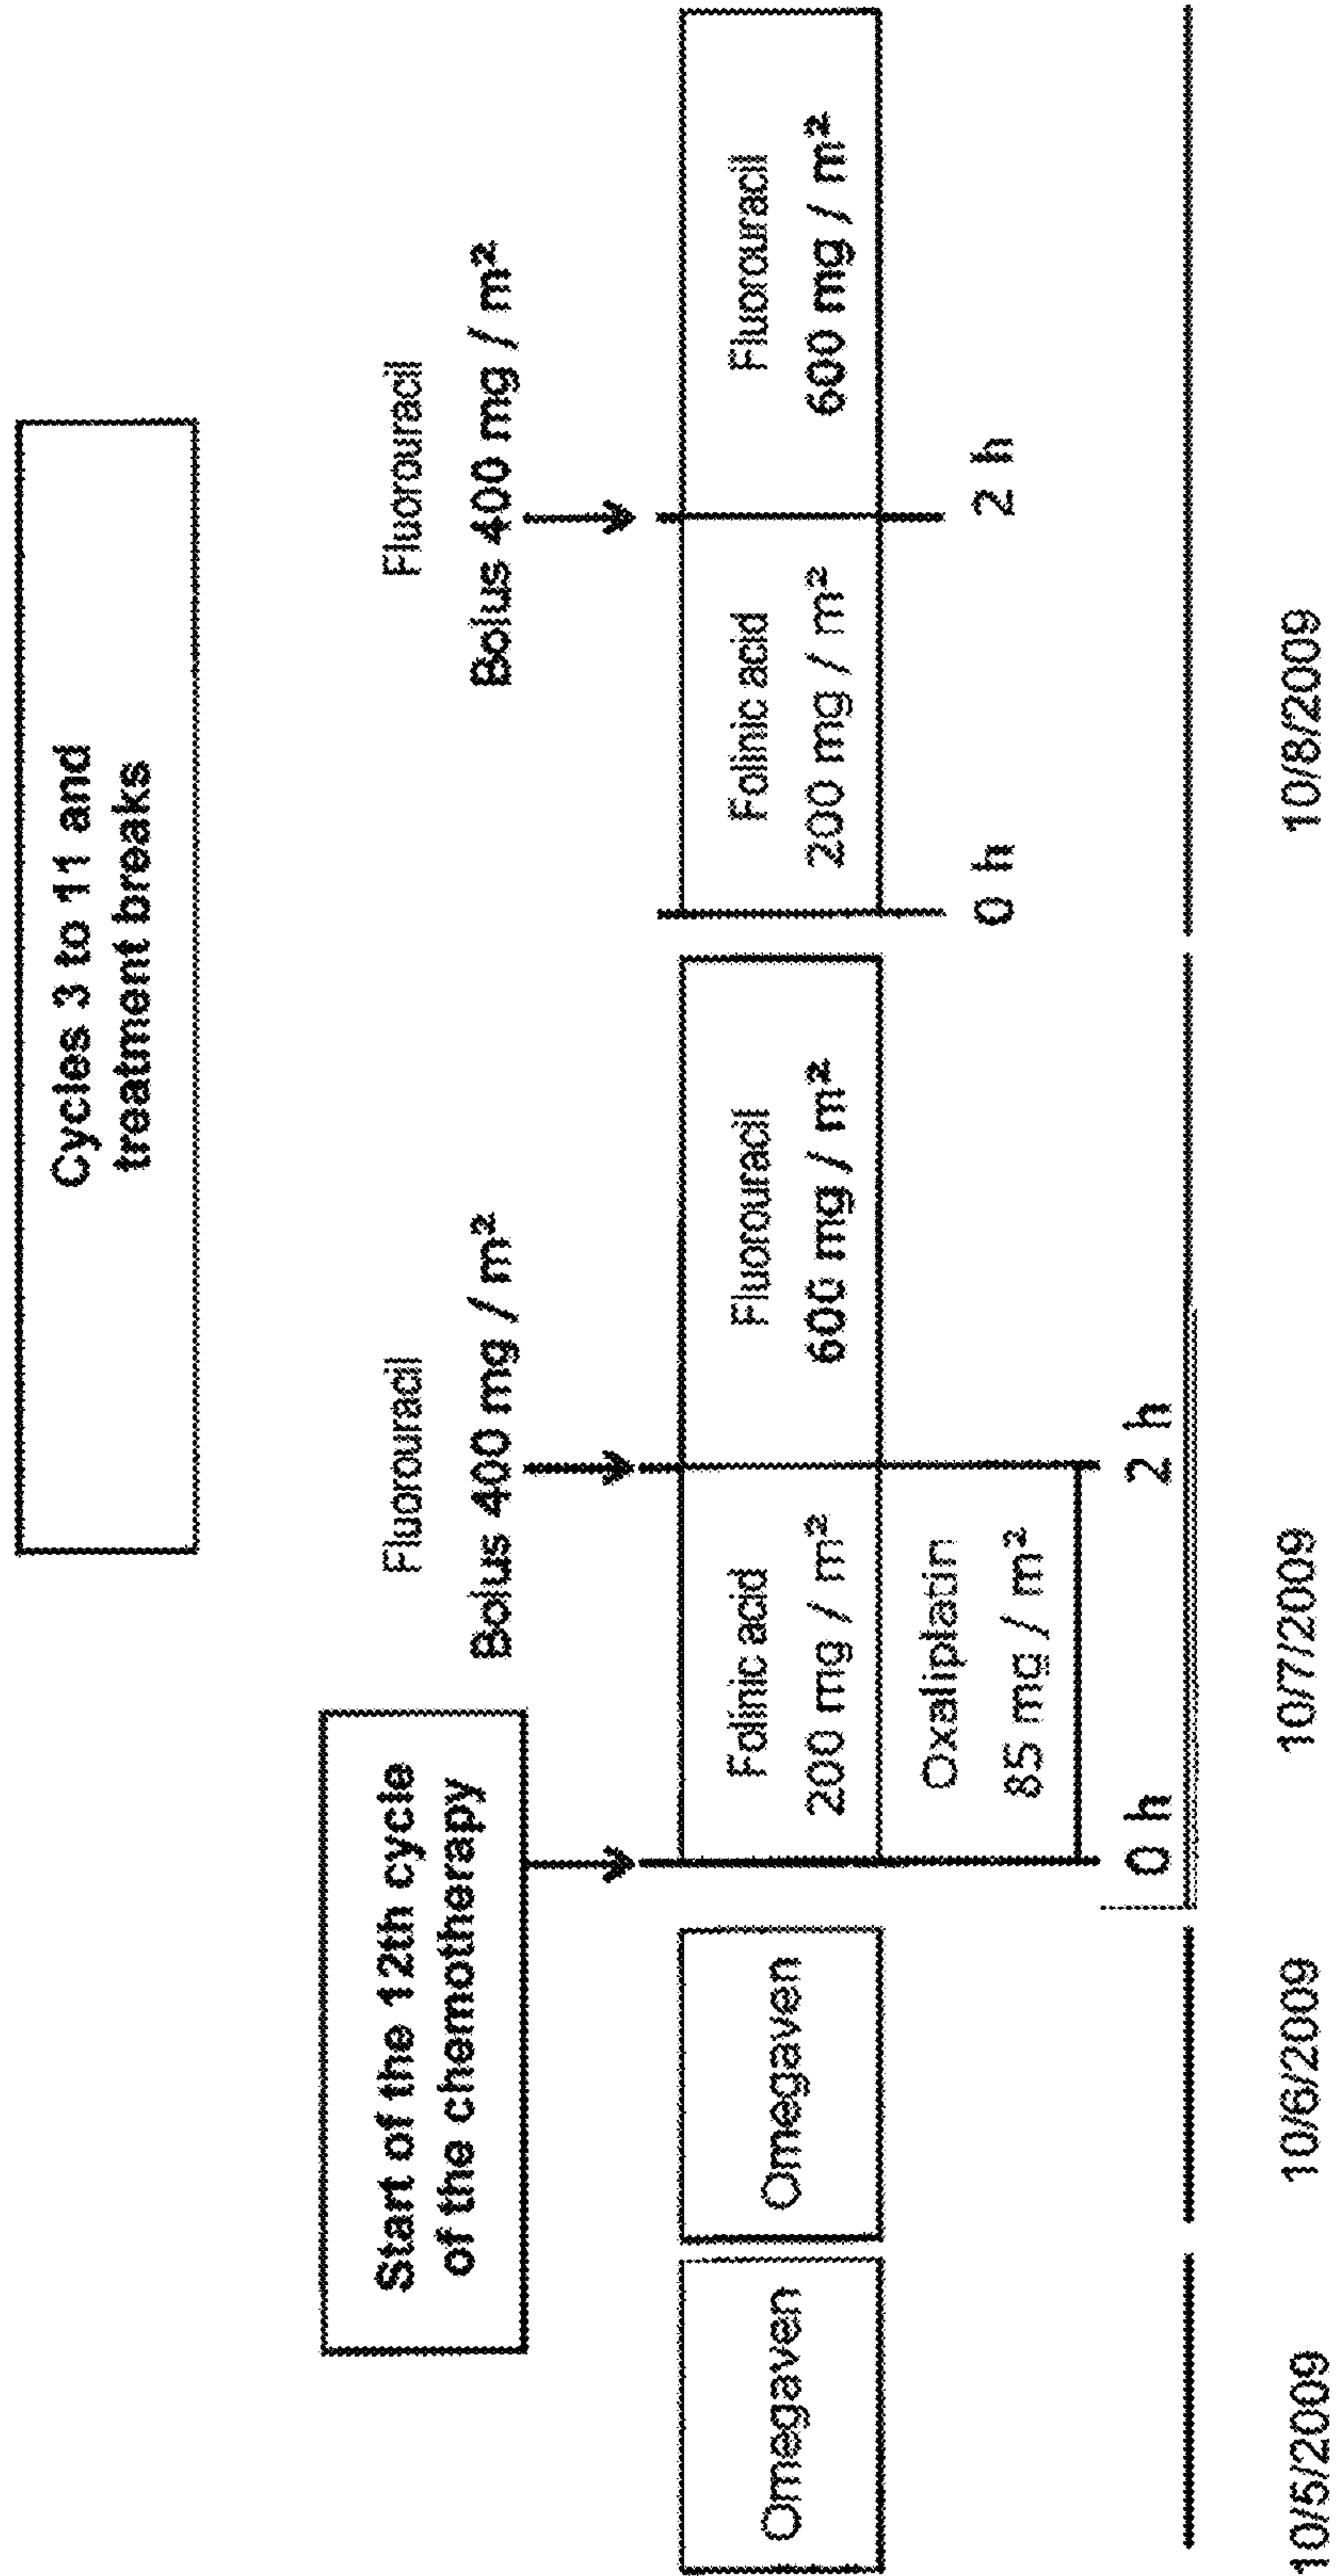 Cycles 3 to 11 and
treatment breaks
Start of the 12th cycle
of the chemotherapy
Fluorouracil
Bolus 400 mg / m²
Fluorouracil
Bolus 400 mg / m²
Omegaven
Omegaven
Folinic acid
200 mg / m²
Fluorouracil
600 mg / m²
Oxaliplatin
85 mg / m²
0 h
2 h
Folinic acid
200 mg / m²
Fluorouracil
600 mg / m²
0 h
2 h
10/5/2009
10/6/2009
10/7/2009
10/8/2009